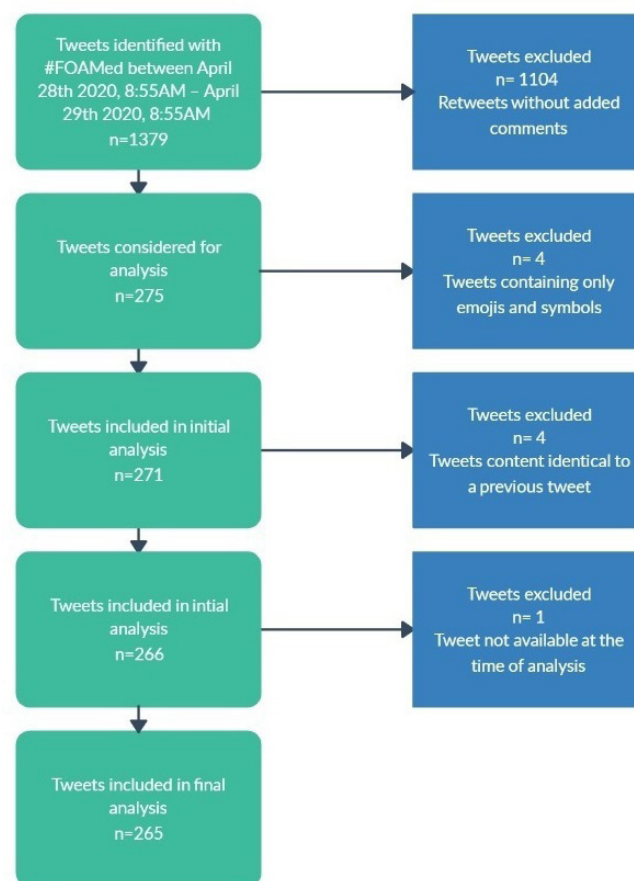 Tweets identified with
#FOAMed between April
28th 2020, 8:55AM – April
29th 2020, 8:55AM
n=1379
Tweets excluded
n= 1104
Retweets without added
comments
Tweets considered for
analysis
n=275
Tweets excluded
n= 4
Tweets containing only
emojis and symbols
Tweets included in initial
analysis
n=271
Tweets excluded
n= 4
Tweets content identical to
a previous tweet
Tweets included in intial
analysis
n=266
Tweets excluded
n= 1
Tweet not available at the
time of analysis
Tweets included in final
analysis
n=265